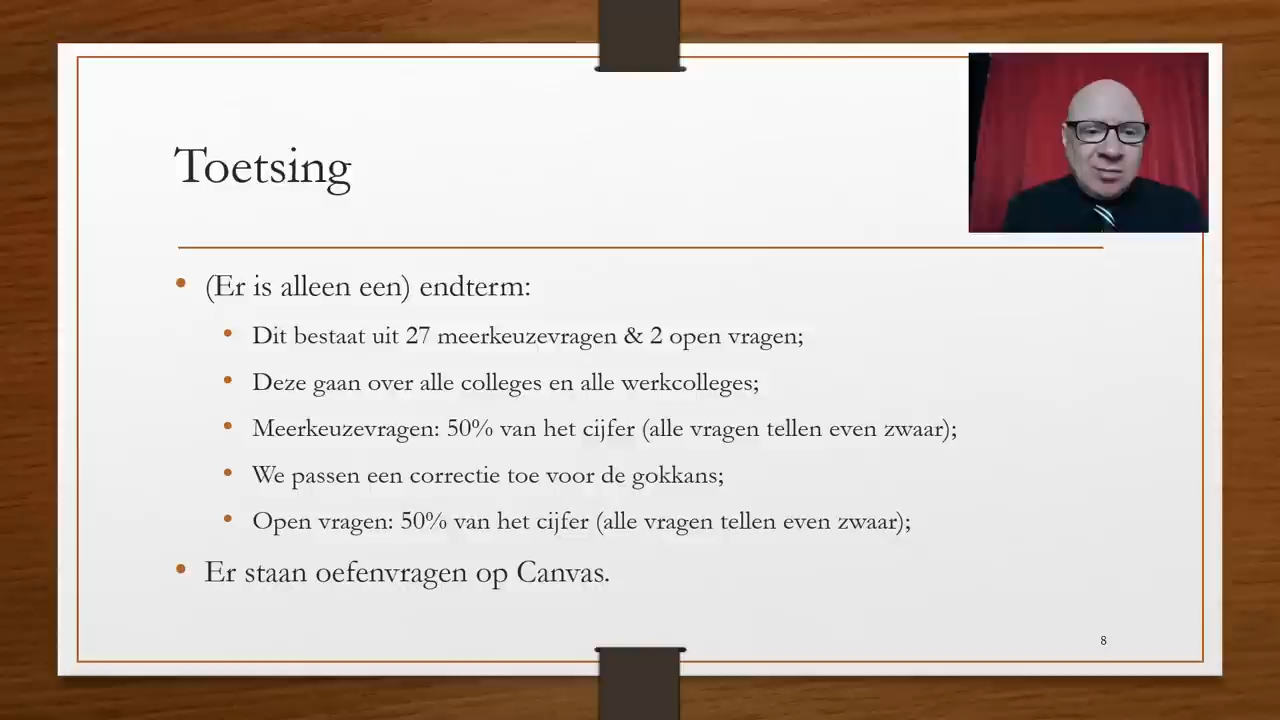 Toetsing
• (Er is alleen een) endterm:
• Dit bestaat uit 27 meerkeuzevragen & 2 open vragen;
• Deze gaan over alle colleges en alle werkcolleges;
• Meerkeuzevragen: 50% van het cijfer (alle vragen tellen even zwaar);
• We passen een correctie toe voor de gokkans;
• Open vragen: 50% van het cijfer (alle vragen tellen even zwaar);
• Er staan oefenvragen op Canvas.
8